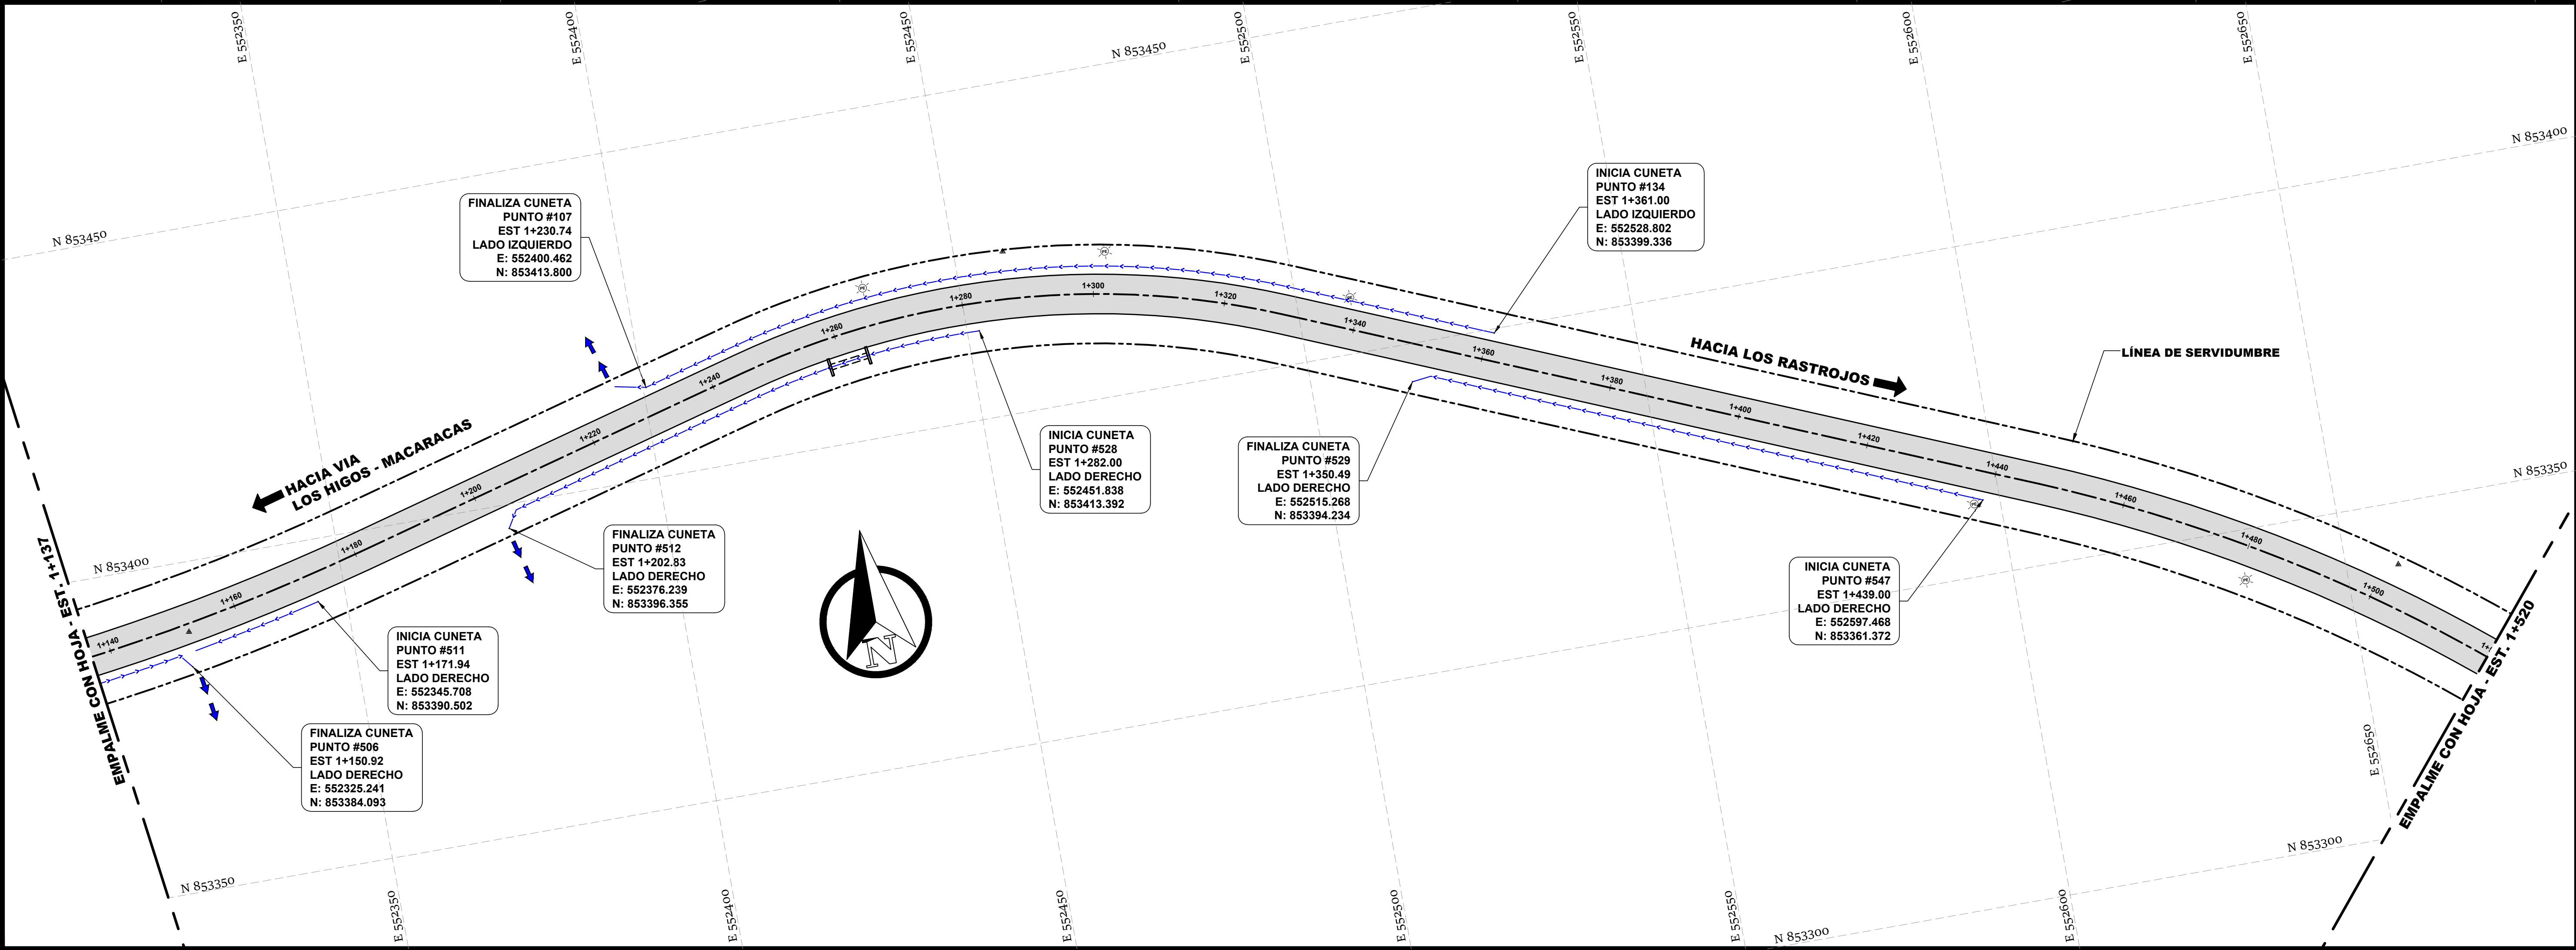 E 552350
E 552400
E 552450
E 552500
E 552550
E 552600
E 552650
N 853450
N 853400
N 853450
FINALIZA CUNETA
PUNTO #107
EST 1+230.74
LADO IZQUIERDO
E: 552400.462
N: 853413.800
INICIA CUNETA
PUNTO #134
EST 1+361.00
LADO IZQUIERDO
E: 552528.802
N: 853399.336
HACIA LOS RASTROJOS
LÍNEA DE SERVIDUMBRE
HACIA VIA
LOS HIGOS - MACARACAS
1+140
1+160
1+180
1+200
1+220
1+240
1+260
1+280
1+300
1+320
1+340
1+360
1+380
1+400
1+420
1+440
1+460
1+480
1+500
INICIA CUNETA
PUNTO #528
EST 1+282.00
LADO DERECHO
E: 552451.838
N: 853413.392
FINALIZA CUNETA
PUNTO #529
EST 1+350.49
LADO DERECHO
E: 552515.268
N: 853394.234
N 853350
N 853400
EMPALME CON HOJA - EST. 1+137
FINALIZA CUNETA
PUNTO #512
EST 1+202.83
LADO DERECHO
E: 552376.239
N: 853396.355
INICIA CUNETA
PUNTO #547
EST 1+439.00
LADO DERECHO
E: 552597.468
N: 853361.372
INICIA CUNETA
PUNTO #511
EST 1+171.94
LADO DERECHO
E: 552345.708
N: 853390.502
N
FINALIZA CUNETA
PUNTO #506
EST 1+150.92
LADO DERECHO
E: 552325.241
N: 853384.093
EMPALME CON HOJA - EST. 1+520
E 552650
N 853350
N 853300
N 853300
E 552350
E 552400
E 552450
E 552500
E 552550
E 552600